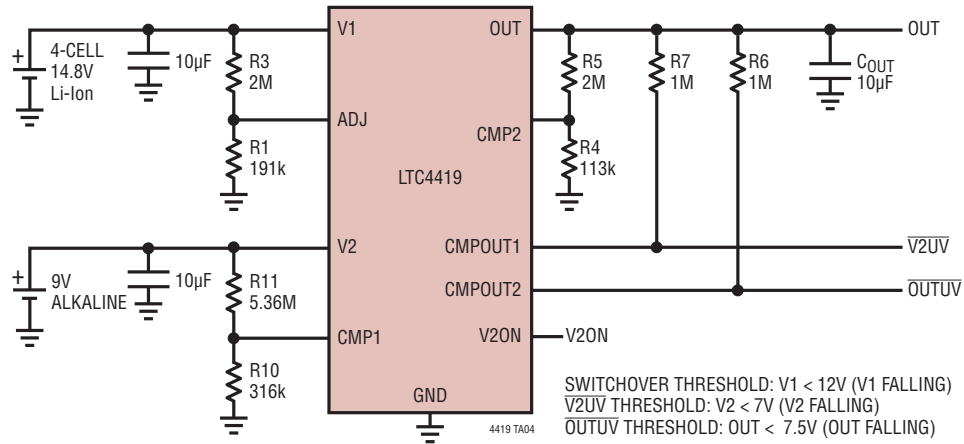 V1
OUT
OUT
+
4-CELL
14.8V
Li-Ion
10µF
R3
2M
R5
2M
R7
1M
R6
1M
COUT
10µF
ADJ
CMP2
R1
191k
R4
113k
LTC4419
V2
CMPOUT1
V2UV
+
9V
ALKALINE
10µF
R11
5.36M
CMPOUT2
OUTUV
CMP1
V2ON
V2ON
R10
316k
GND
4419 TA04
SWITCHOVER THRESHOLD: V1 < 12V (V1 FALLING)
V2UV THRESHOLD: V2 < 7V (V2 FALLING)
OUTUV THRESHOLD: OUT < 7.5V (OUT FALLING)